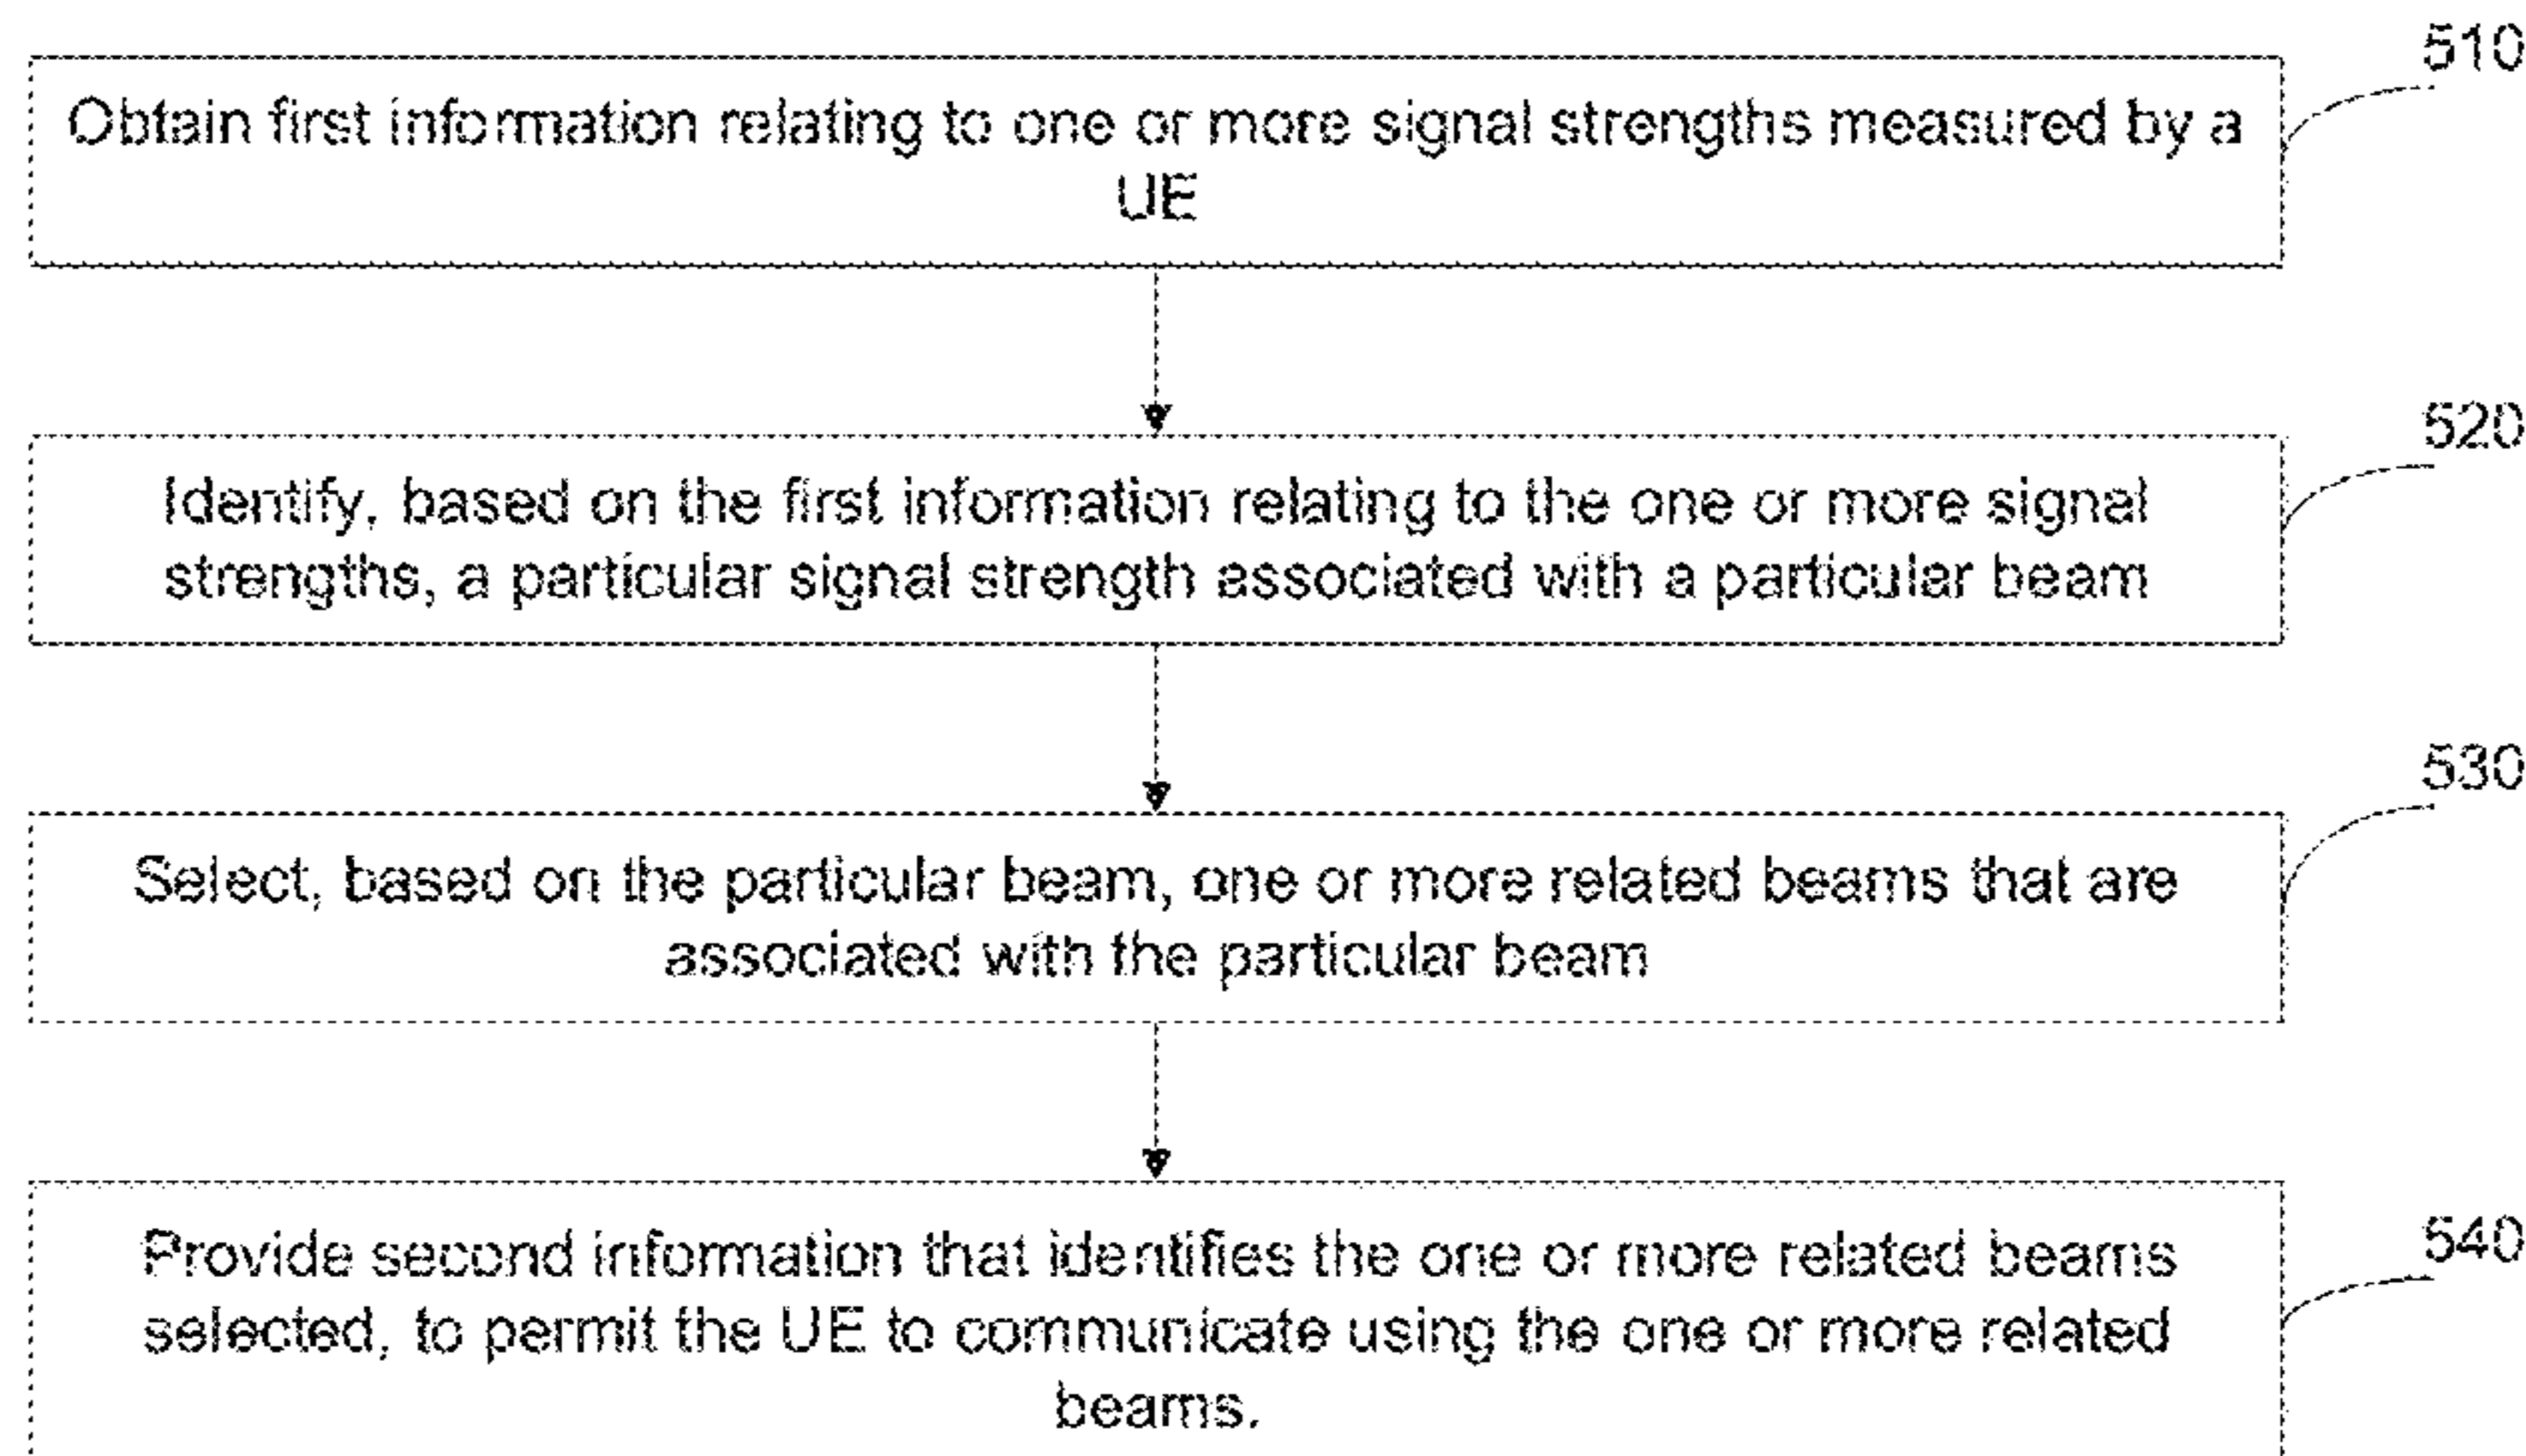 510
Obtain first information relating to one or more signal strengths measured by a
UE
520
Identify, based on the first information relating to the one or more signal
strengths, a particular signal strength associated with a particular beam
530
Select, based on the particular beam, one or more related beams that are
associated with the particular beam
540
Provide second information that identifies the one or more related beams
selected, to permit the UE to communicate using the one or more related
beams.